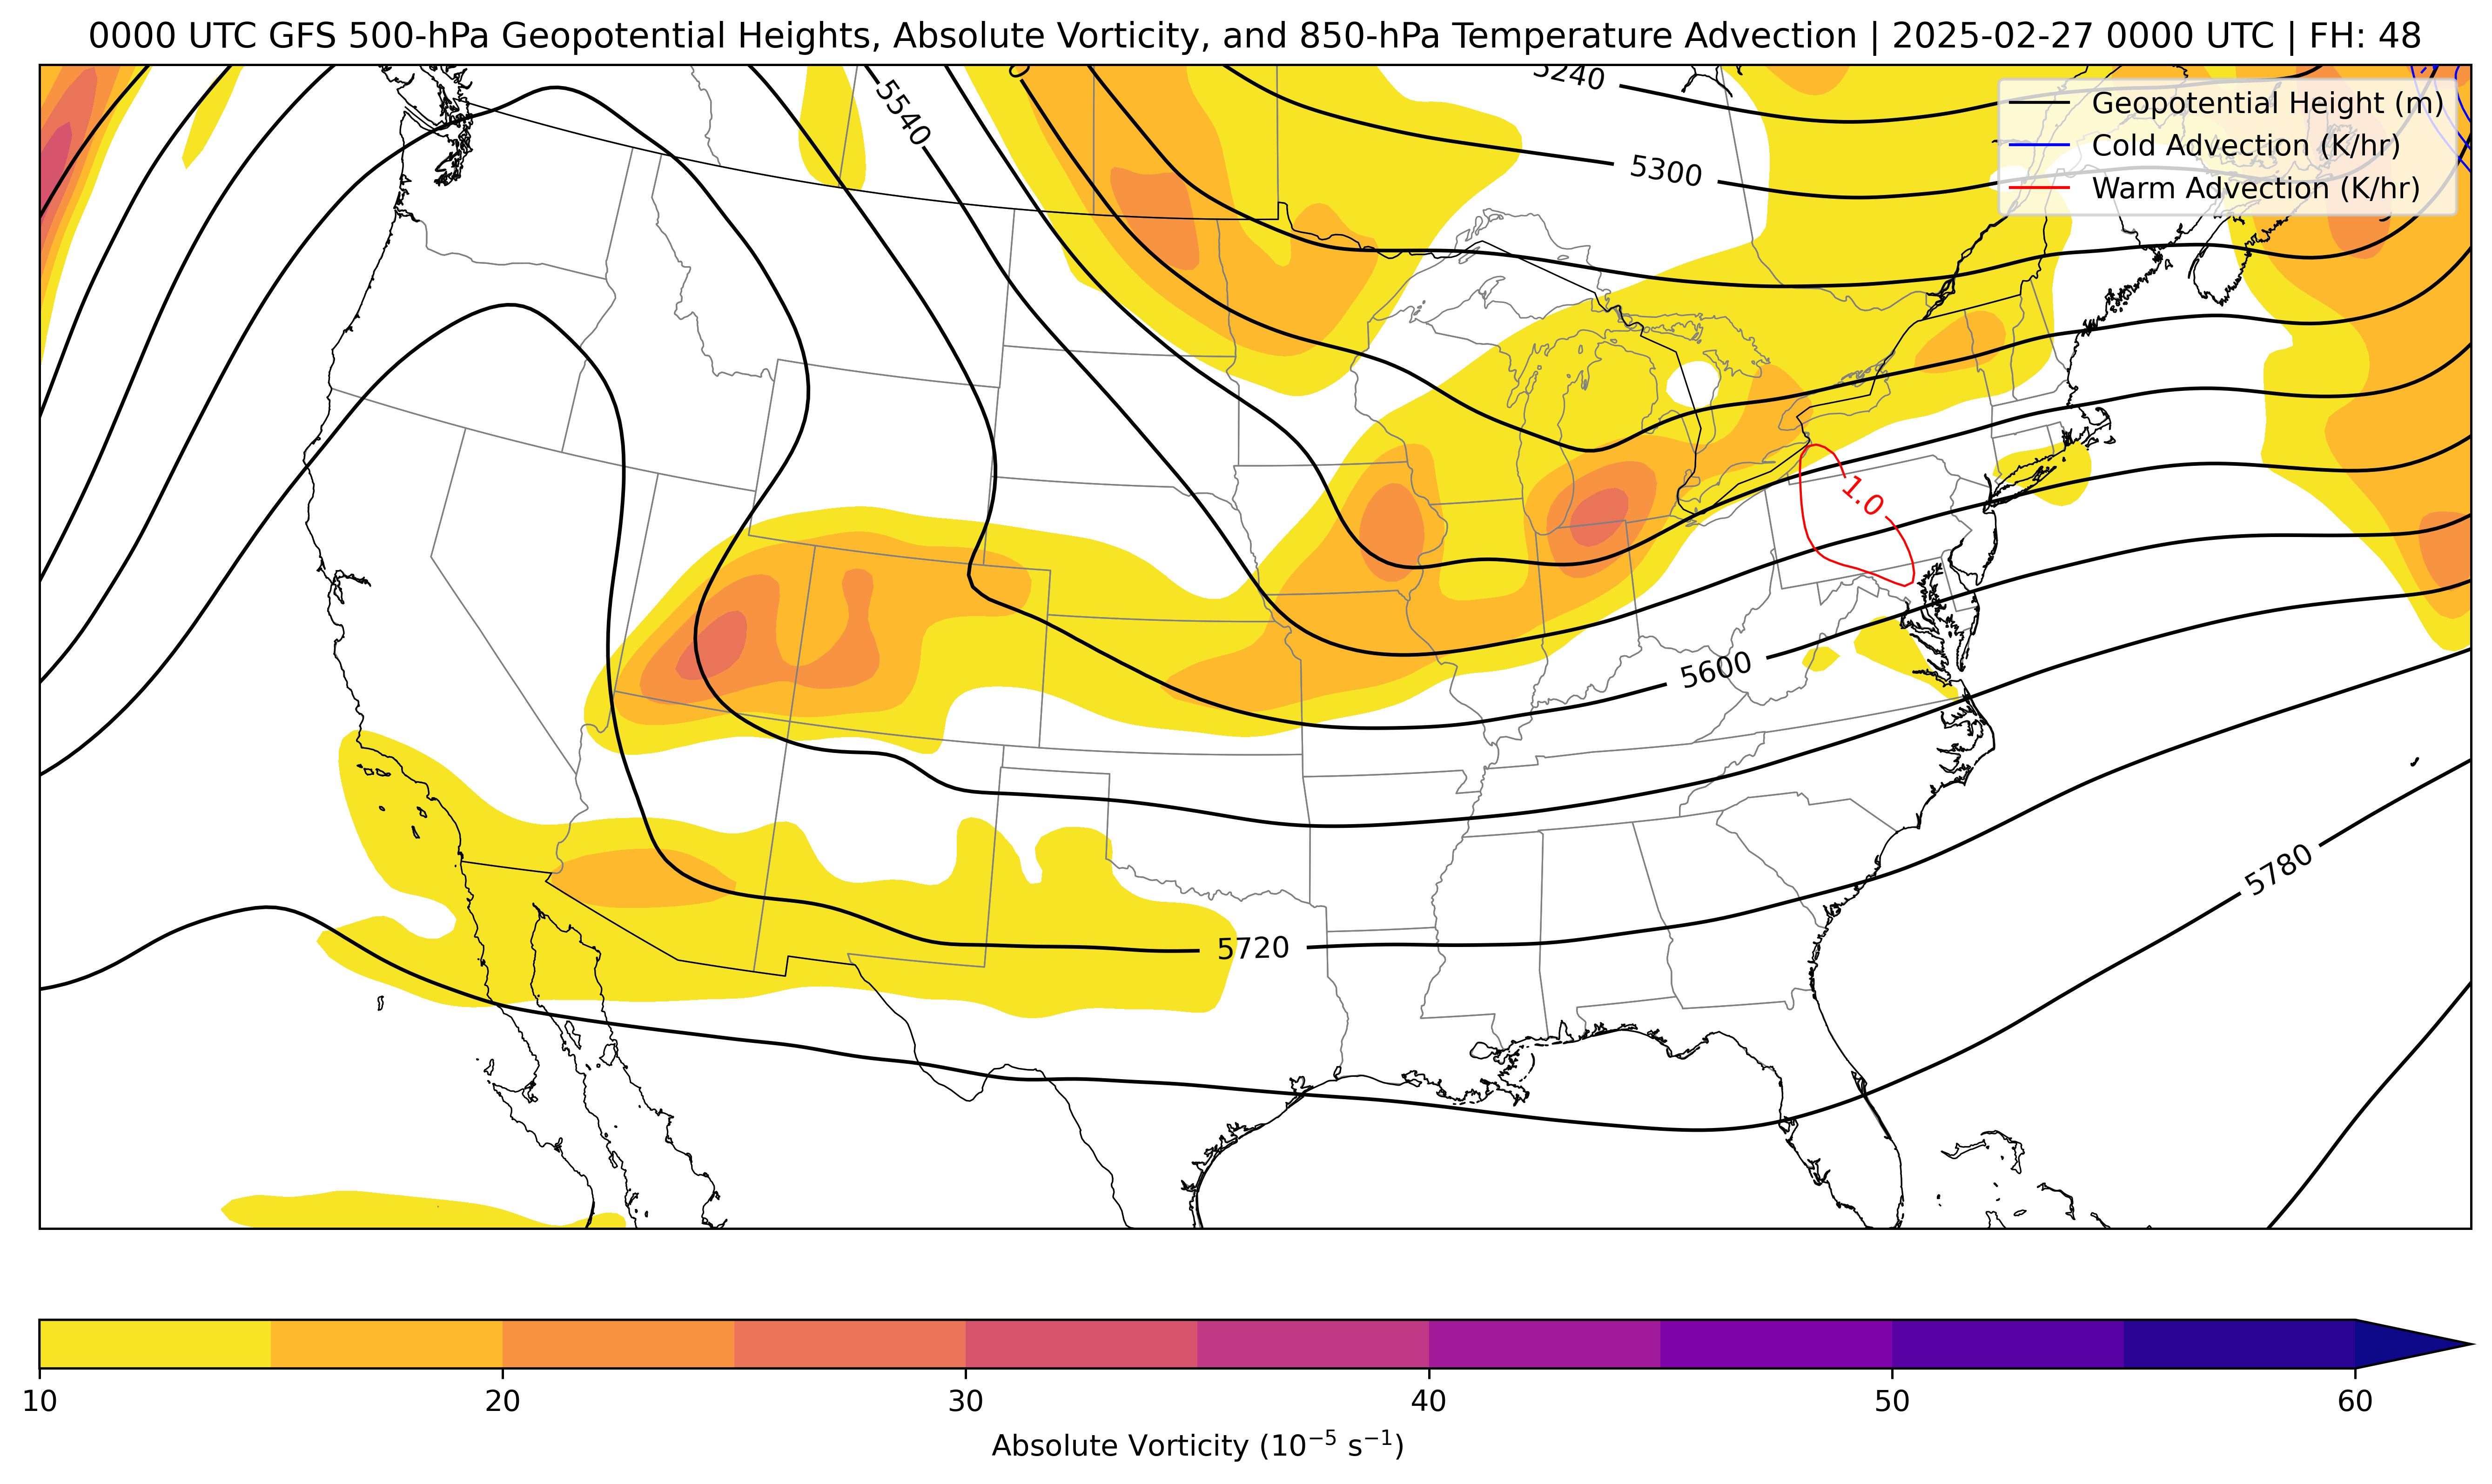 0000 UTC GFS 500-hPa Geopotential Heights, Absolute Vorticity, and 850-hPa Temperature Advection | 2025-02-27 0000 UTC | FH: 48
5240
5540
0
5300
Geopotential Height (m)
Cold Advection (K/hr)
Warm Advection (K/hr)
1.0
5600
5780
5720
10 20 30 40 50 60
Absolute Vorticity (10⁻⁵ s⁻¹)